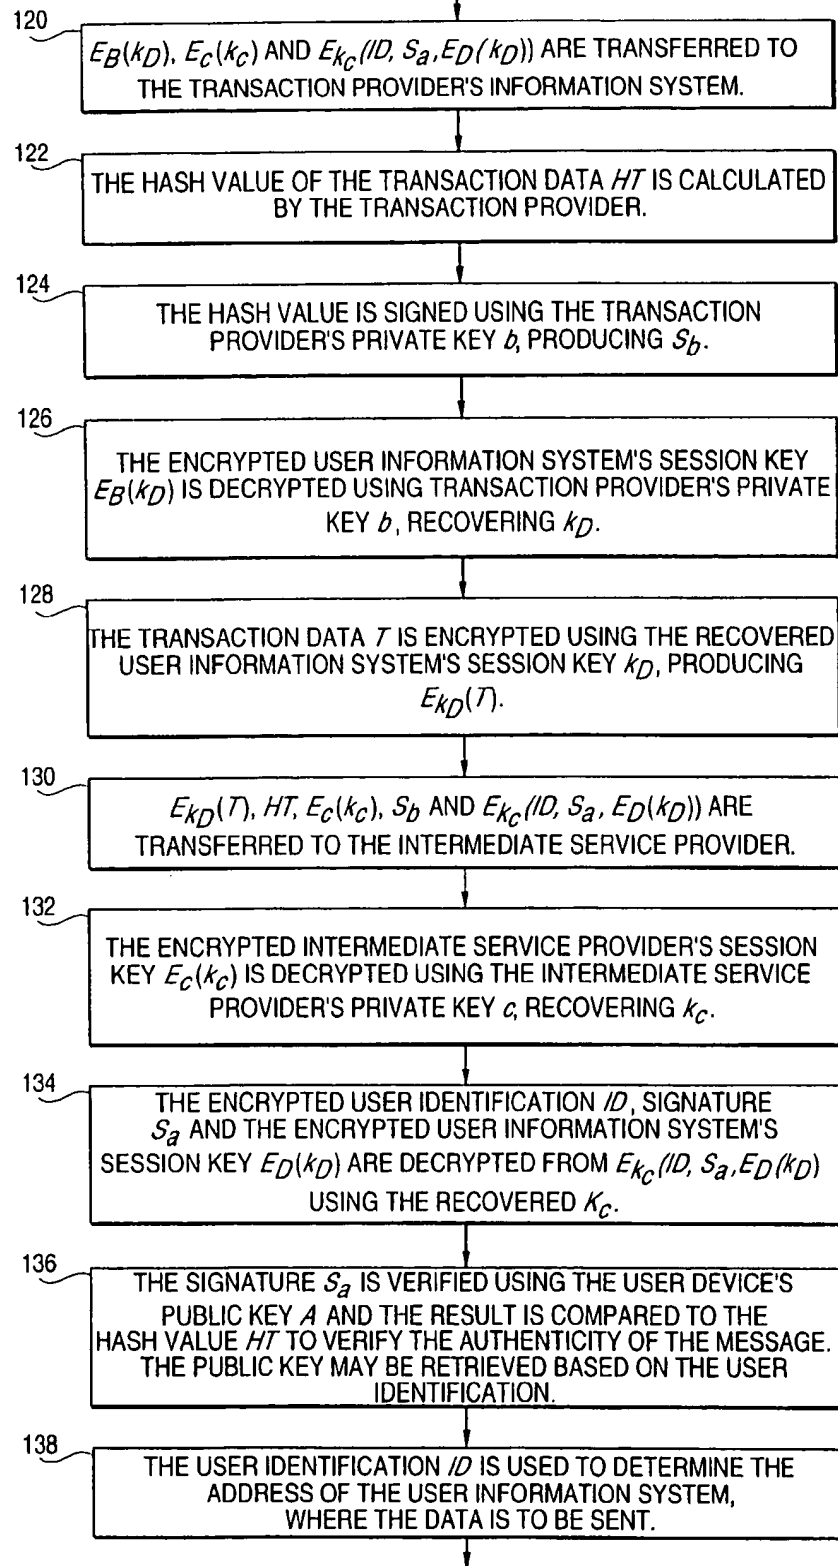 120
E_B(k_D), E_c(k_c) AND E_{k_c}(ID, S_a, E_D(k_D)) ARE TRANSFERRED TO
THE TRANSACTION PROVIDER'S INFORMATION SYSTEM.
122
THE HASH VALUE OF THE TRANSACTION DATA HT IS CALCULATED
BY THE TRANSACTION PROVIDER.
124
THE HASH VALUE IS SIGNED USING THE TRANSACTION
PROVIDER'S PRIVATE KEY b, PRODUCING S_b.
126
THE ENCRYPTED USER INFORMATION SYSTEM'S SESSION KEY
E_B(k_D) IS DECRYPTED USING TRANSACTION PROVIDER'S PRIVATE
KEY b, RECOVERING k_D.
128
THE TRANSACTION DATA T IS ENCRYPTED USING THE RECOVERED
USER INFORMATION SYSTEM'S SESSION KEY k_D, PRODUCING
E_{k_D}(T).
130
E_{k_D}(T), HT, E_c(k_c), S_b AND E_{k_c}(ID, S_a, E_D(k_D)) ARE
TRANSFERRED TO THE INTERMEDIATE SERVICE PROVIDER.
132
THE ENCRYPTED INTERMEDIATE SERVICE PROVIDER'S SESSION
KEY E_c(k_c) IS DECRYPTED USING THE INTERMEDIATE SERVICE
PROVIDER'S PRIVATE KEY c, RECOVERING k_c.
134
THE ENCRYPTED USER IDENTIFICATION ID, SIGNATURE
S_a AND THE ENCRYPTED USER INFORMATION SYSTEM'S
SESSION KEY E_D(k_D) ARE DECRYPTED FROM E_{k_c}(ID, S_a, E_D(k_D)
USING THE RECOVERED K_c.
136
THE SIGNATURE S_a IS VERIFIED USING THE USER DEVICE'S
PUBLIC KEY A AND THE RESULT IS COMPARED TO THE
HASH VALUE HT TO VERIFY THE AUTHENTICITY OF THE MESSAGE.
THE PUBLIC KEY MAY BE RETRIEVED BASED ON THE USER
IDENTIFICATION.
138
THE USER IDENTIFICATION ID IS USED TO DETERMINE THE
ADDRESS OF THE USER INFORMATION SYSTEM,
WHERE THE DATA IS TO BE SENT.